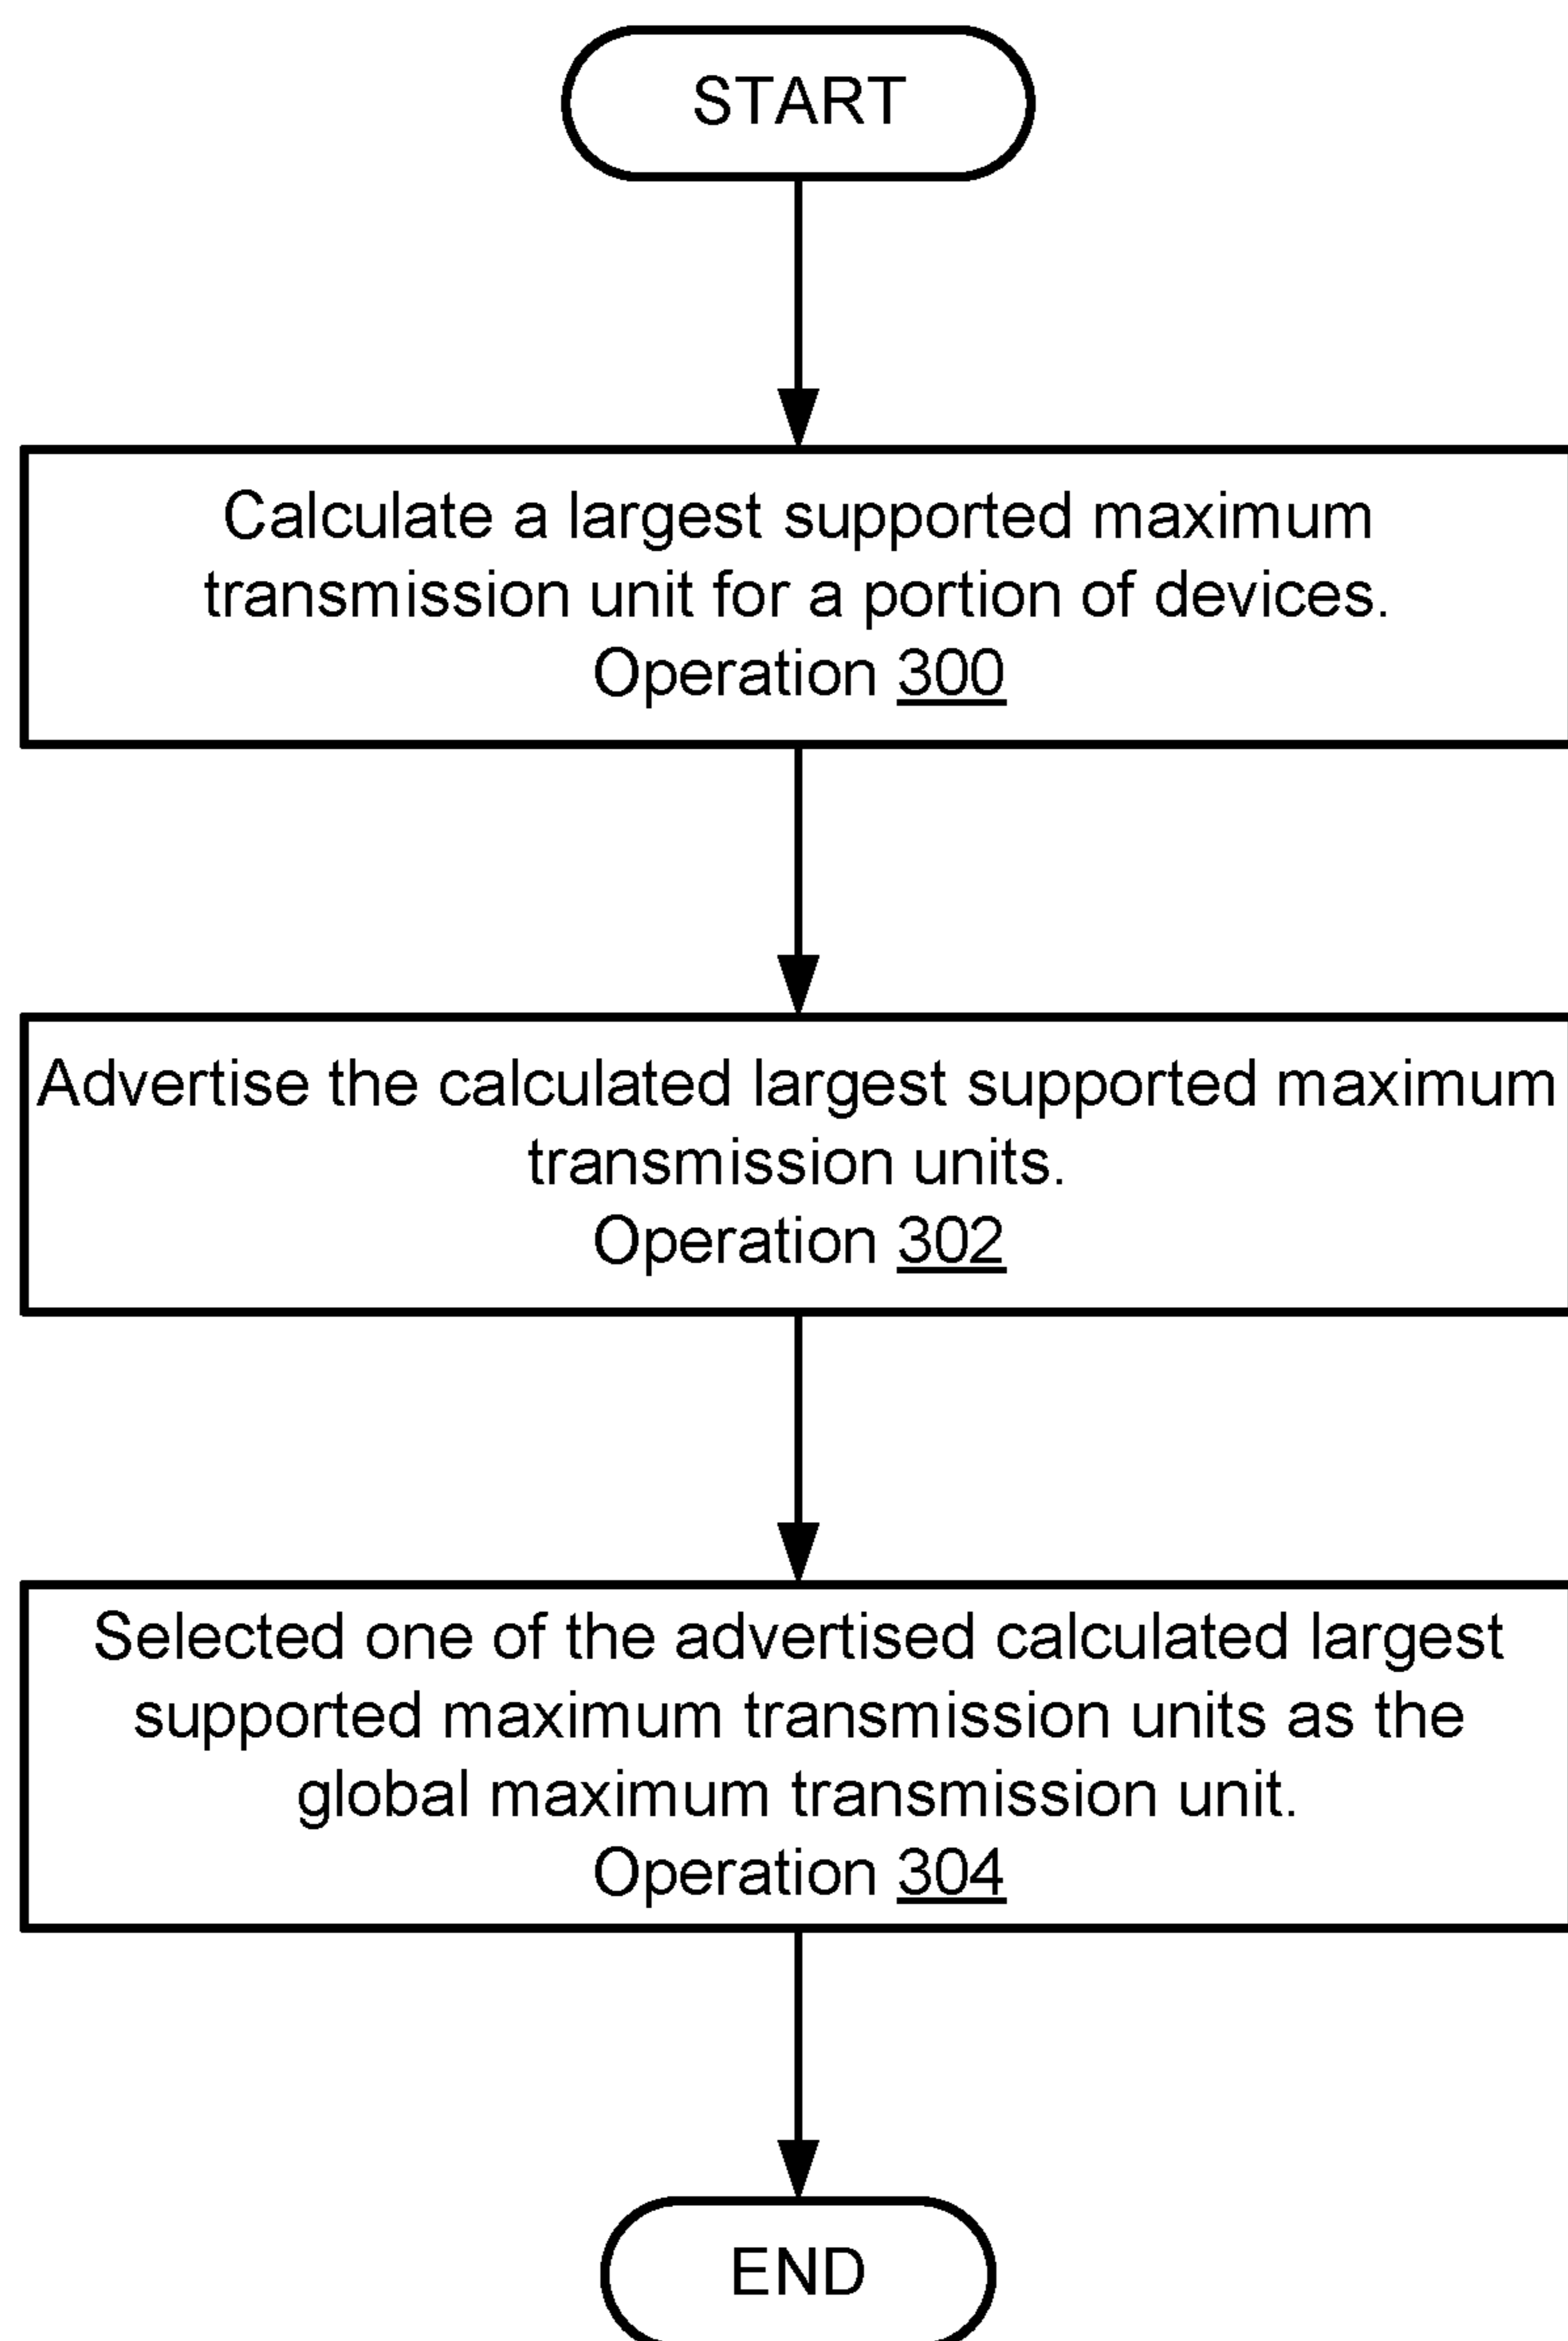 START
Calculate a largest supported maximum
transmission unit for a portion of devices.
Operation 300
Advertise the calculated largest supported maximum
transmission units.
Operation 302
Selected one of the advertised calculated largest
supported maximum transmission units as the
global maximum transmission unit.
Operation 304
END